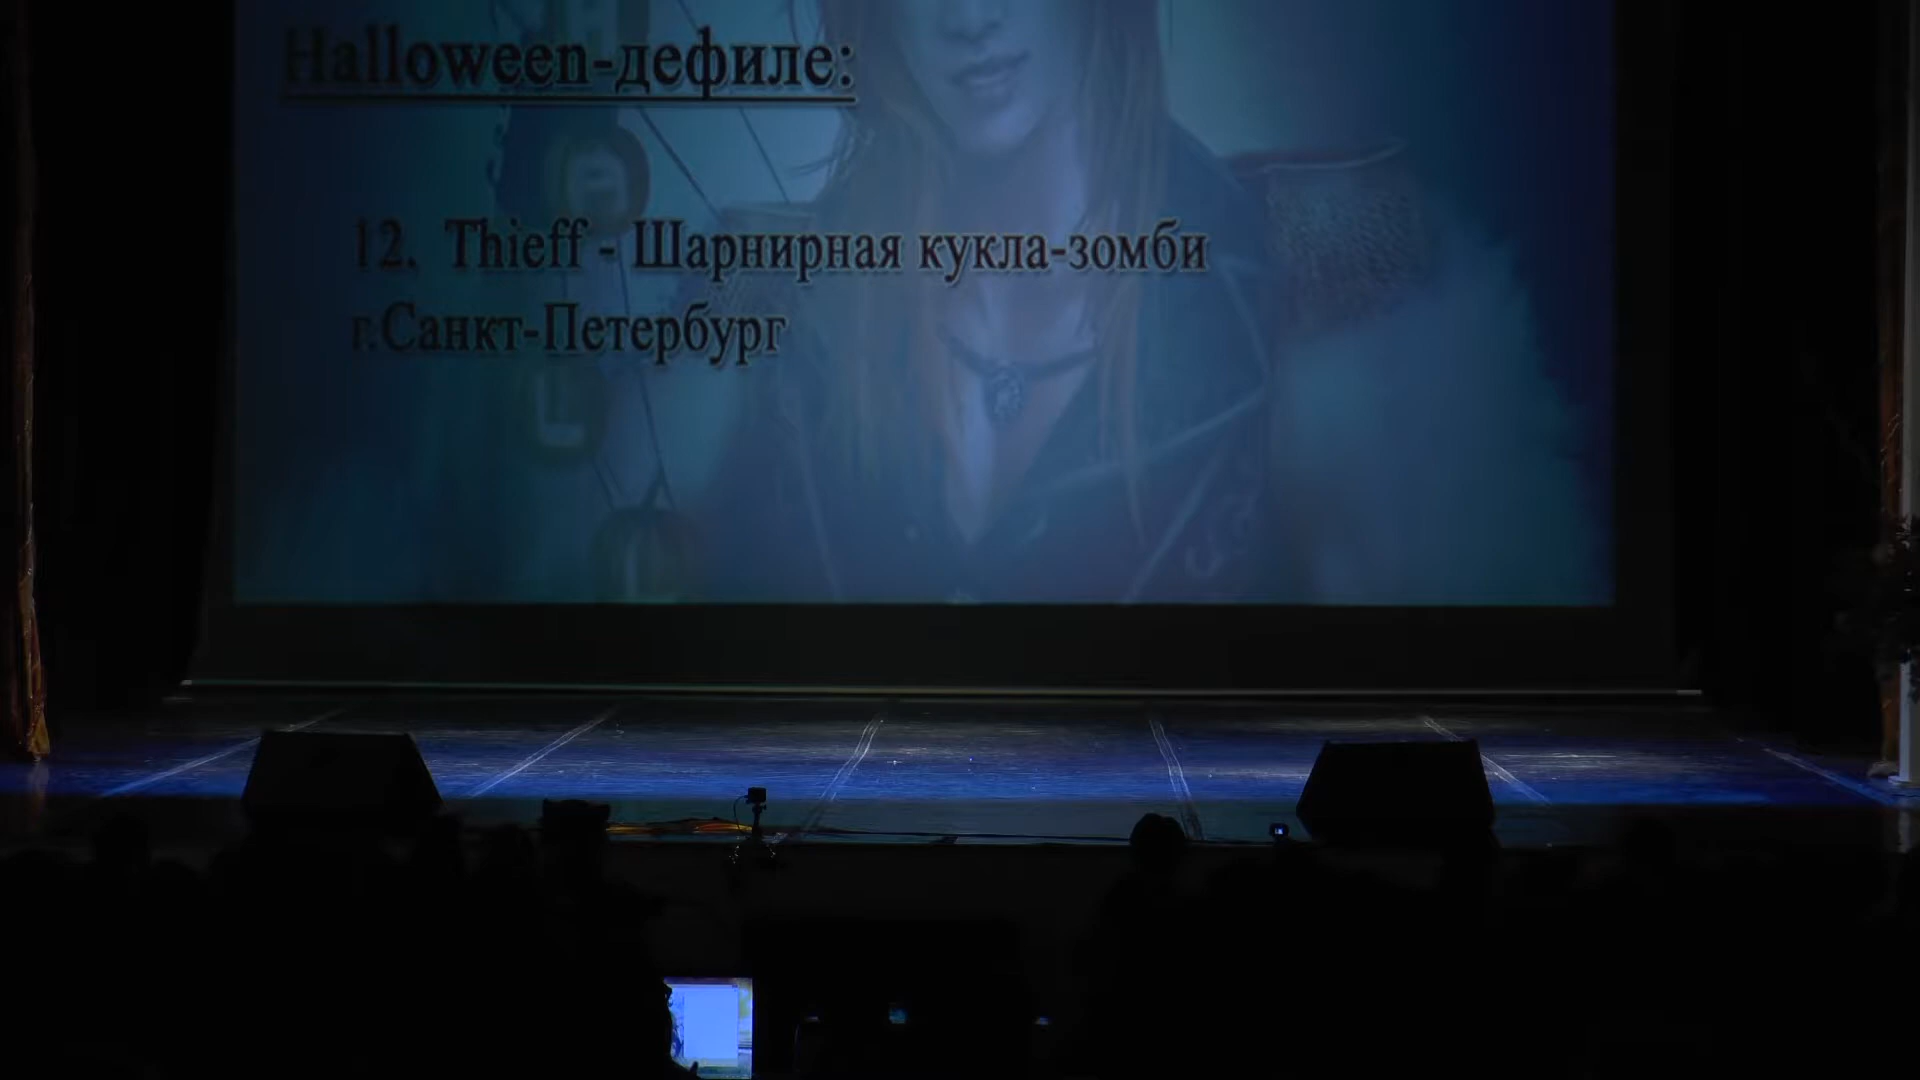 Halloween-дефиле:
12. Thieff - Шарнирная кукла-зомби
г.Санкт-Петербург